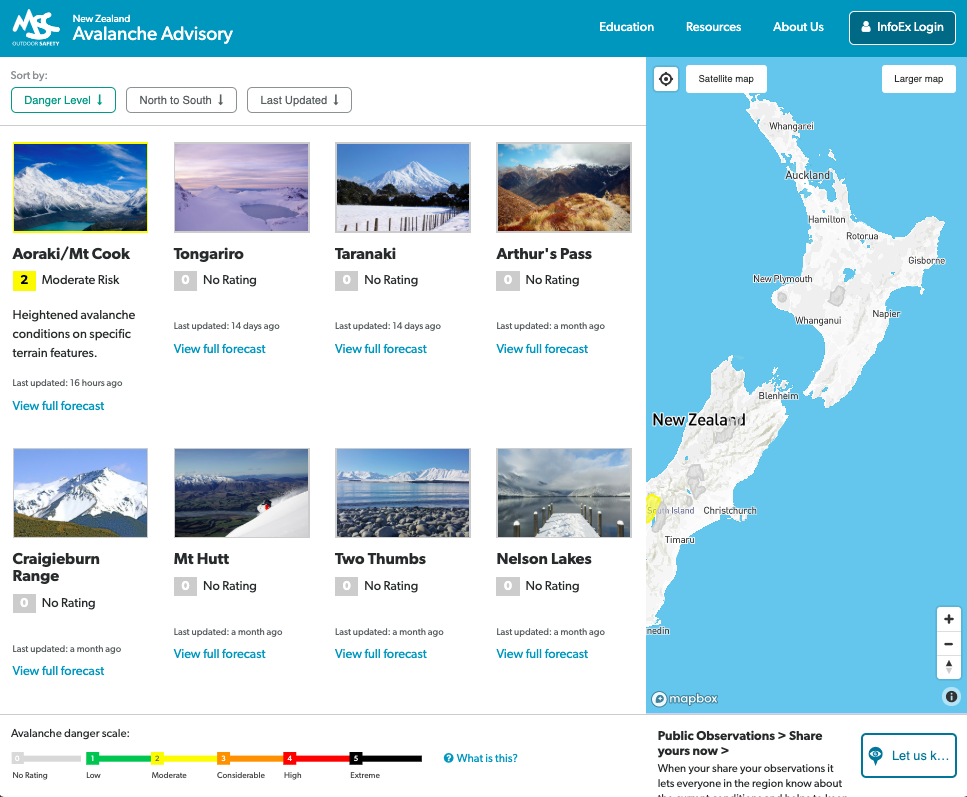 MSC
OUTDOOR SAFETY
New Zealand
Avalanche Advisory
Education
Resources
About Us
InfoEx Login
Sort by:
Danger Level ↓
North to South ↓
Last Updated ↓
Aoraki/Mt Cook
2 Moderate Risk
Heightened avalanche
conditions on specific
terrain features.
Last updated: 16 hours ago
View full forecast
Tongariro
0 No Rating
Last updated: 14 days ago
View full forecast
Taranaki
0 No Rating
Last updated: 14 days ago
View full forecast
Arthur's Pass
0 No Rating
Last updated: a month ago
View full forecast
Craigieburn
Range
0 No Rating
Last updated: a month ago
View full forecast
Mt Hutt
0 No Rating
Last updated: a month ago
View full forecast
Two Thumbs
0 No Rating
Last updated: a month ago
View full forecast
Nelson Lakes
0 No Rating
Last updated: a month ago
View full forecast
Satellite map
Larger map
Whangarei
Auckland
Hamilton
Rotorua
Gisborne
New Plymouth
Napier
Whanganui
Blenheim
New Zealand
South Island
Christchurch
Timaru
nedin
mapbox
Avalanche danger scale:
0 1 2 3 4 5
No Rating Low Moderate Considerable High Extreme
What is this?
Public Observations > Share
yours now >
When your share your observations it
lets everyone in the region know about
the current conditions and helps to keep
Let us k...